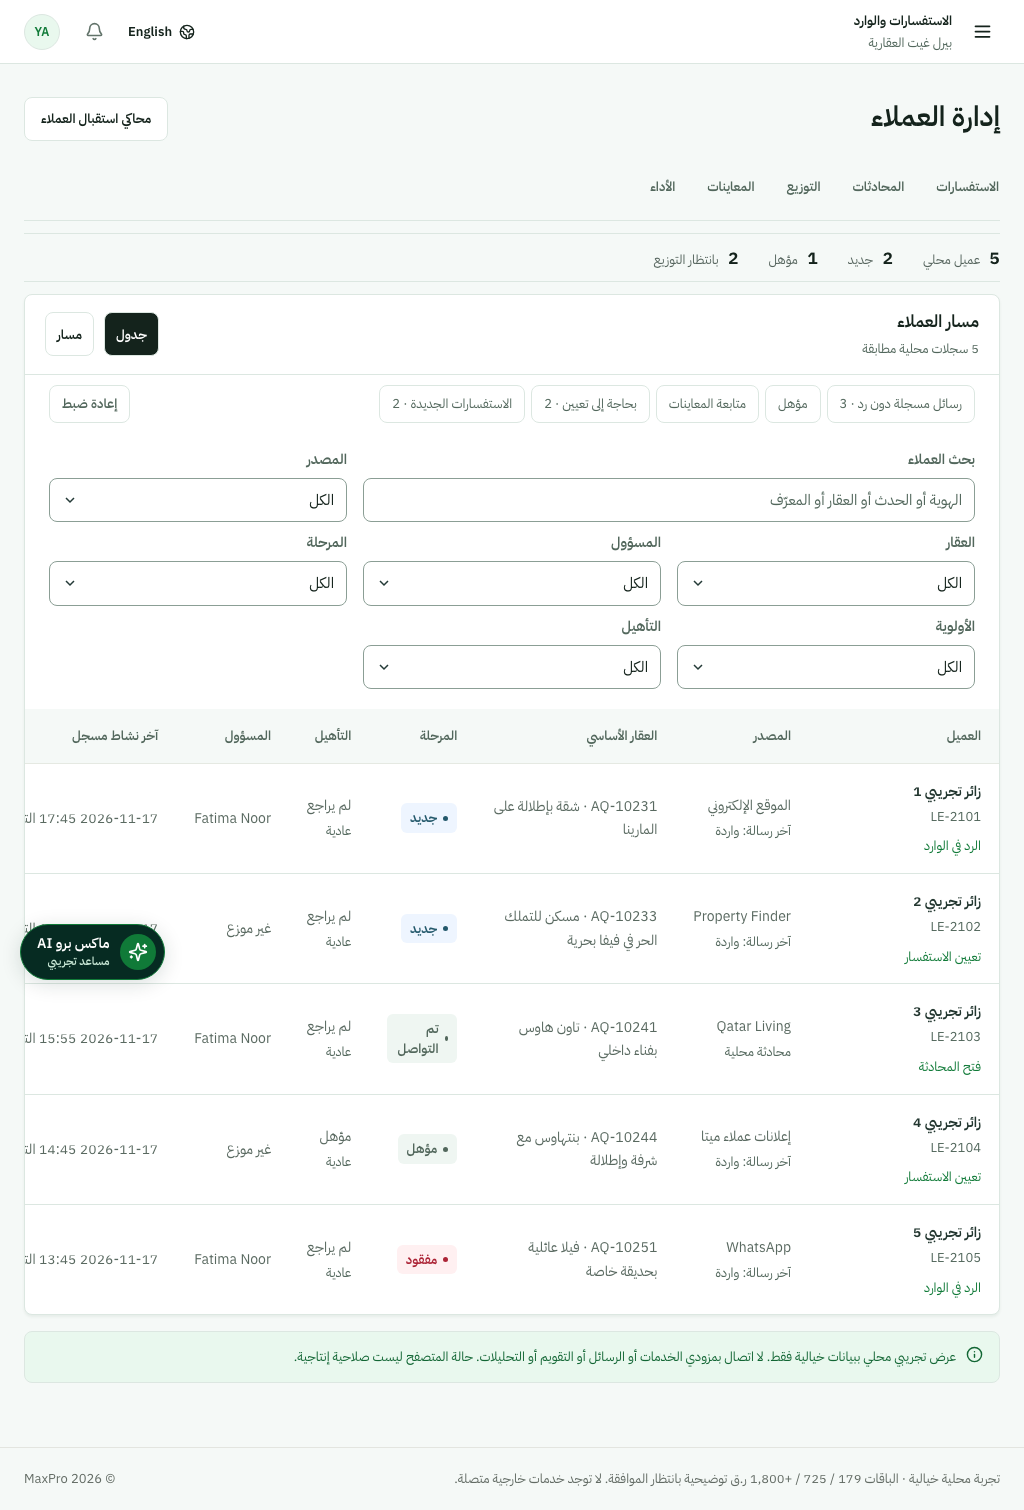 الاستفسارات والوارد
بيرل غيت العقارية
English
YA
إدارة العملاء
محاكي استقبال العملاء
الاستفسارات
المحادثات
التوزيع
المعاينات
الأداء
5 عميل محلي
2 جديد
1 مؤهل
2 بانتظار التوزيع
مسار العملاء
5 سجلات محلية مطابقة
جدول
مسار
رسائل مسجلة دون رد · 3
مؤهل
متابعة المعاينات
بحاجة إلى تعيين · 2
الاستفسارات الجديدة · 2
إعادة ضبط
بحث العملاء
المصدر
الهوية أو الحدث أو العقار أو المعرّف
الكل
العقار
المسؤول
المرحلة
الكل
الكل
الكل
الأولوية
التأهيل
الكل
الكل
العميل
المصدر
العقار الأساسي
المرحلة
التأهيل
المسؤول
آخر نشاط مسجل
زائر تجريبي 1
LE-2101
الرد في الوارد
الموقع الإلكتروني
آخر رسالة: واردة
AQ-10231 · شقة بإطلالة على
المارينا
جديد
لم يراجع
عادية
Fatima Noor
2026-11-17 17:45
زائر تجريبي 2
LE-2102
تعيين الاستفسار
Property Finder
آخر رسالة: واردة
AQ-10233 · مسكن للتملك
الحر في فيفا بحرية
جديد
لم يراجع
عادية
غير موزع
ماكس برو AI
مساعد تجريبي
زائر تجريبي 3
LE-2103
فتح المحادثة
Qatar Living
محادثة محلية
AQ-10241 · تاون هاوس
بفناء داخلي
تم
التواصل
لم يراجع
عادية
Fatima Noor
2026-11-17 15:55
زائر تجريبي 4
LE-2104
تعيين الاستفسار
إعلانات عملاء ميتا
آخر رسالة: واردة
AQ-10244 · بنتهاوس مع
شرفة وإطلالة
مؤهل
مؤهل
عادية
غير موزع
2026-11-17 14:45
زائر تجريبي 5
LE-2105
الرد في الوارد
WhatsApp
آخر رسالة: واردة
AQ-10251 · فيلا عائلية
بحديقة خاصة
مفقود
لم يراجع
عادية
Fatima Noor
2026-11-17 13:45
عرض تجريبي محلي ببيانات خيالية فقط. لا اتصال بمزودي الخدمات أو الرسائل أو التقويم أو التحليلات. حالة المتصفح ليست صلاحية إنتاجية.
تجربة محلية خيالية · الباقات 179 / 725 / +1,800 ر.ق توضيحية بانتظار الموافقة. لا توجد خدمات خارجية متصلة.
© 2026 MaxPro